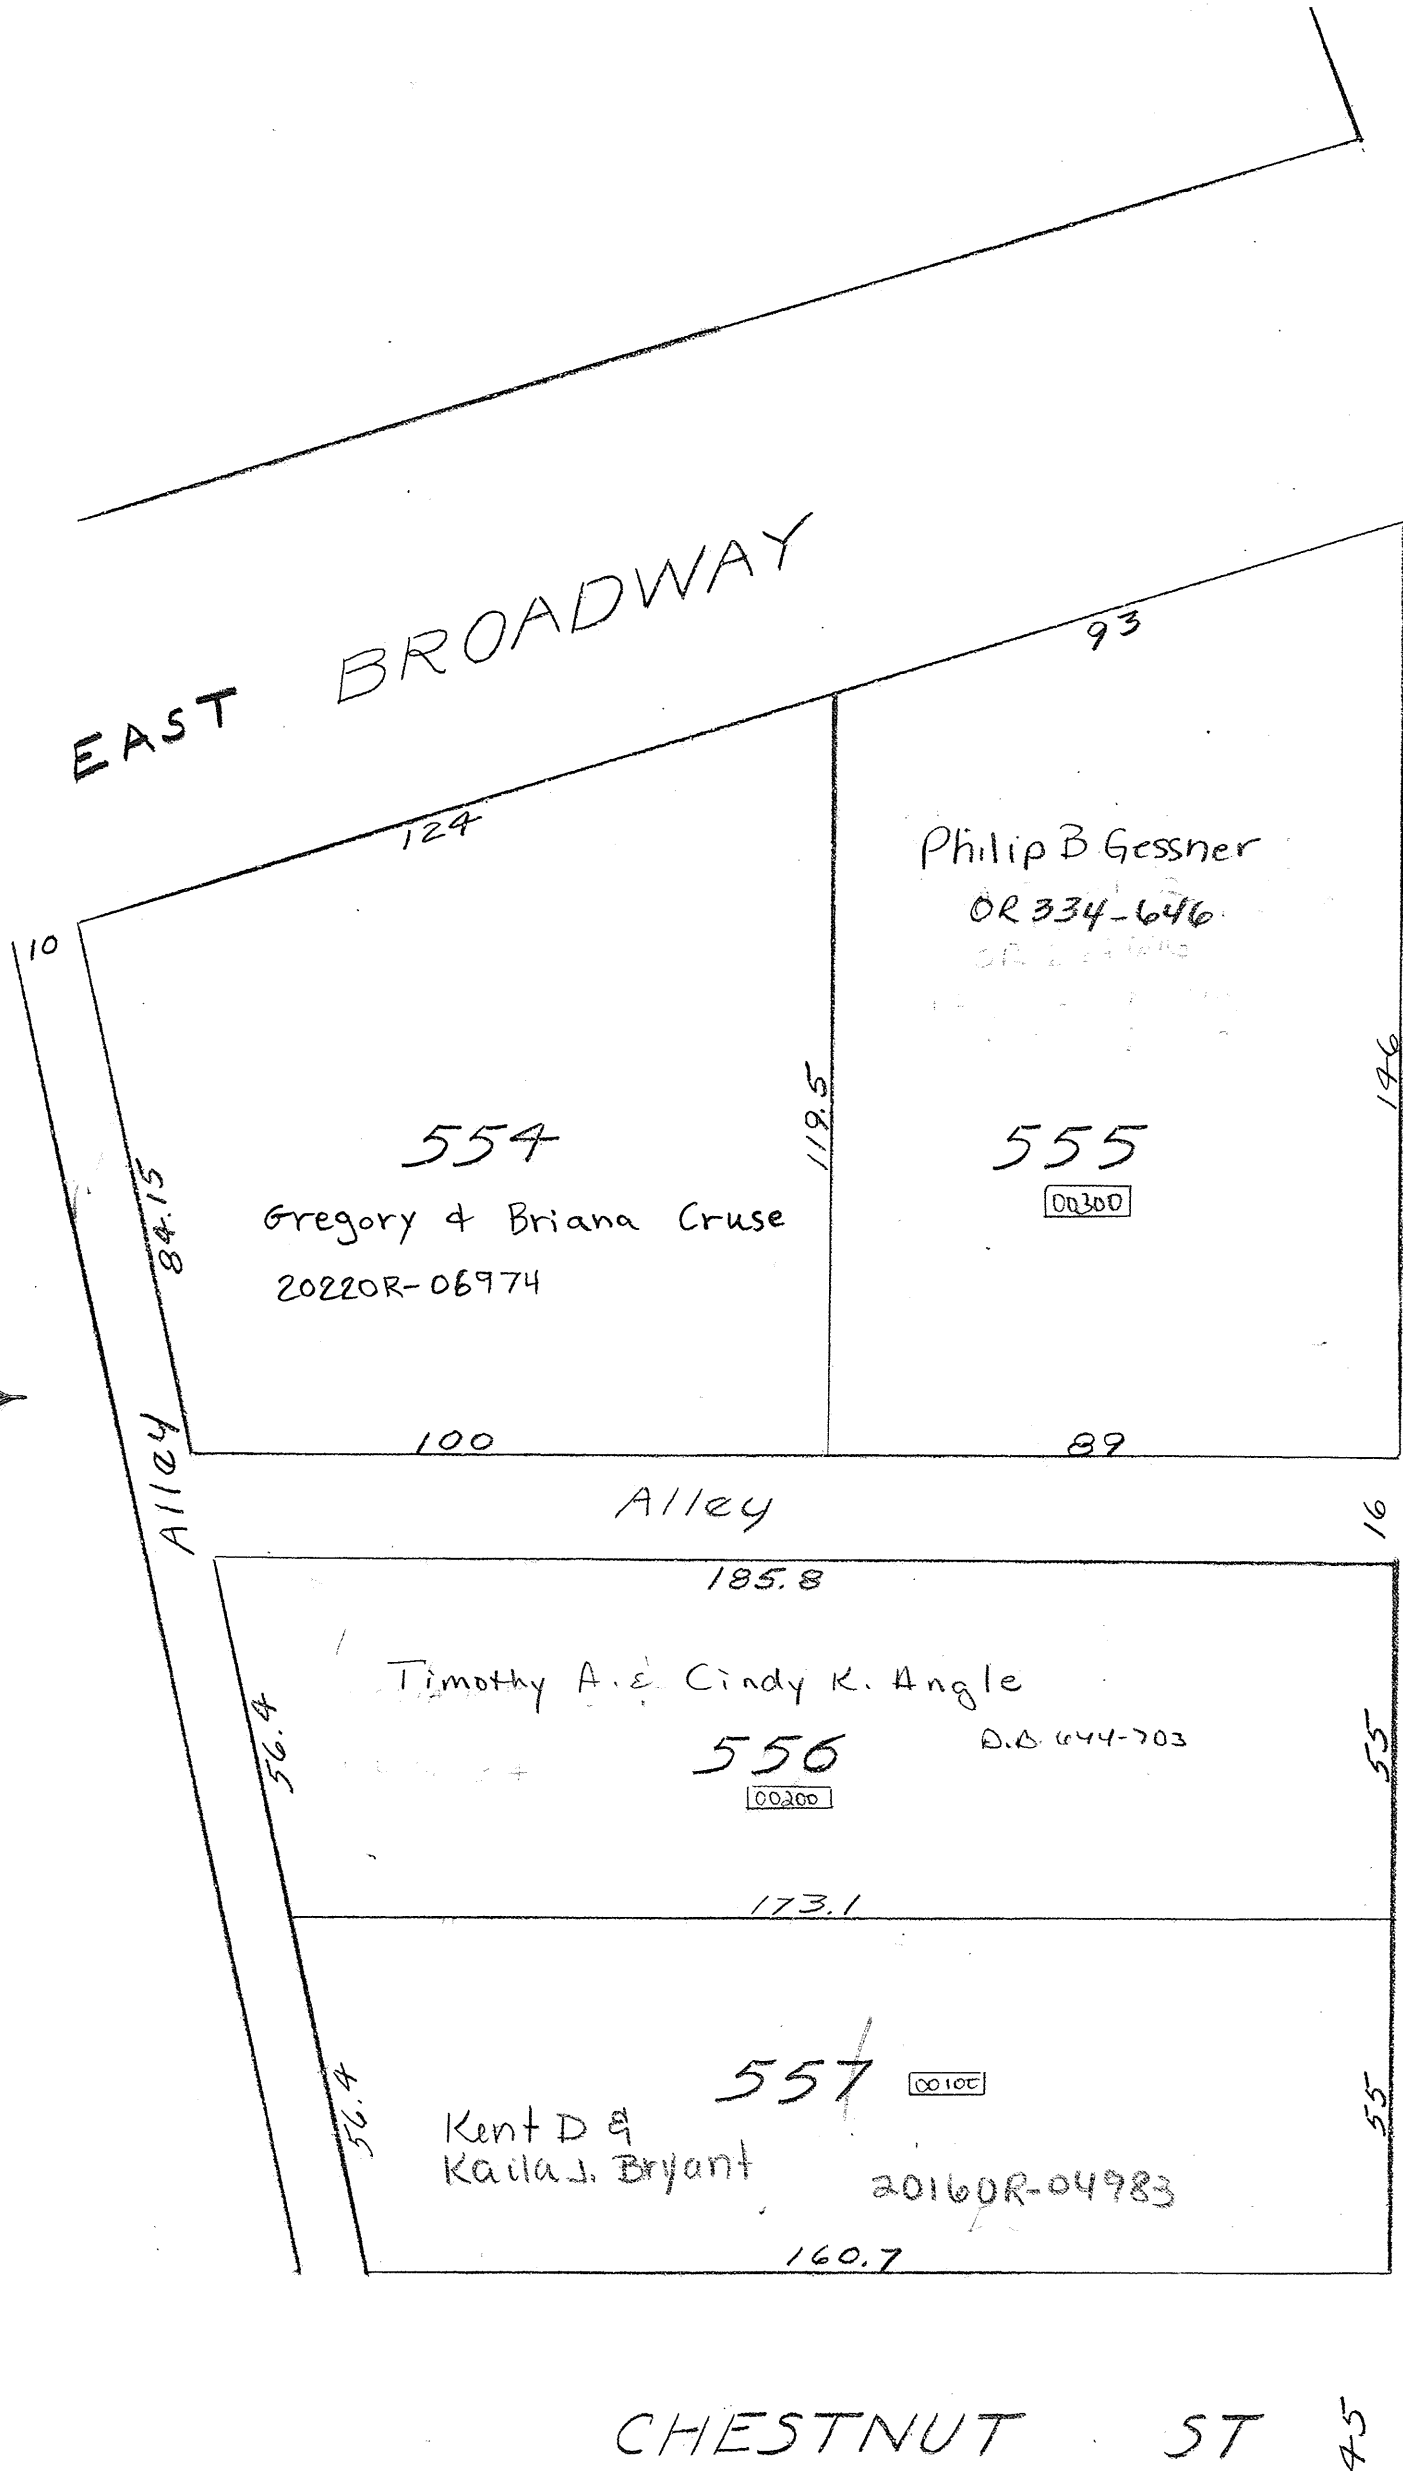 EAST BROADWAY
93
124
10
Philip B. Gessner
OR 334-646
146
119.5
554
555
00300
84.15
Gregory & Briana Cruse
2022OR-06974
100
89
Alley
Alley
16
185.8
Timothy A. & Cindy K. Angle
56.4
556
D.B. 644-703
55
00200
173.1
557
00100
56.4
55
Kent D &
Kaila J. Bryant
2016OR-04983
160.7
CHESTNUT ST
45